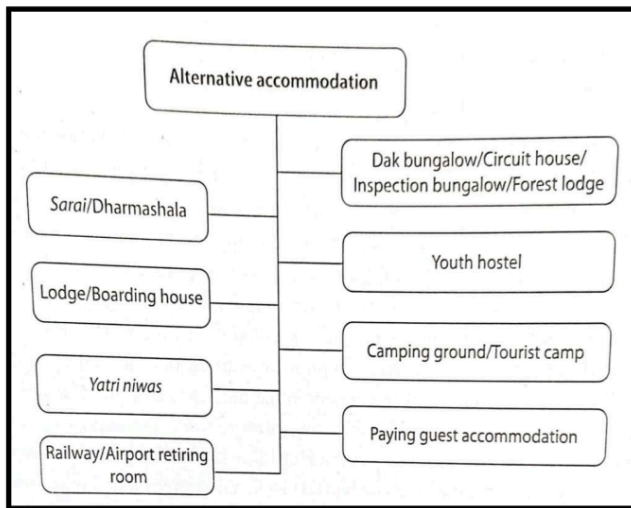 Alternative accommodation
Dak bungalow/Circuit house/
Inspection bungalow/Forest lodge
Sarai/Dharmashala
Youth hostel
Lodge/Boarding house
Camping ground/Tourist camp
Yatri niwas
Paying guest accommodation
Railway/Airport retiring
room